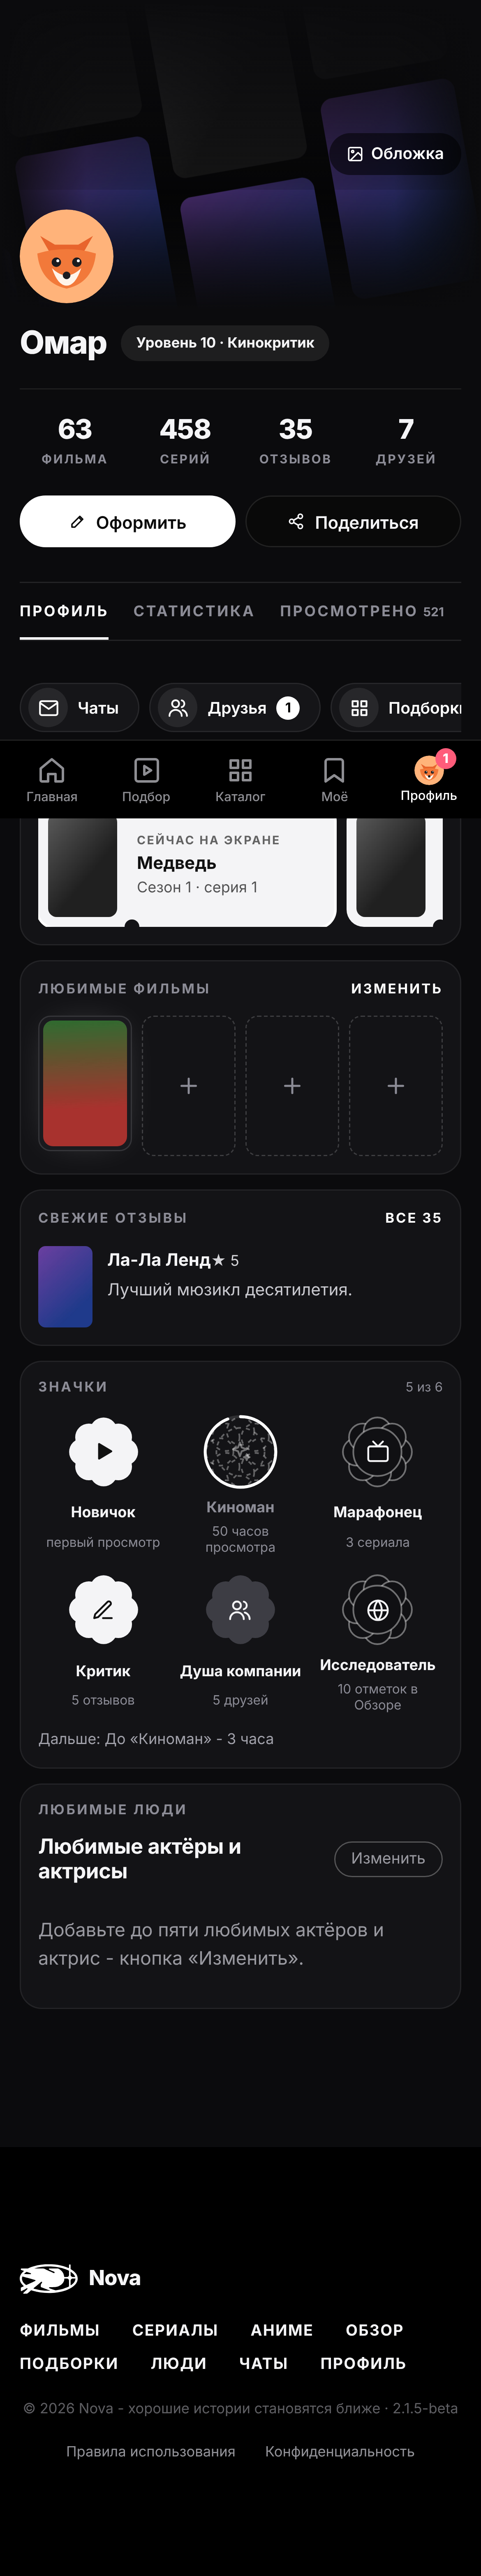 Обложка
Омар
Уровень 10 · Кинокритик
63 458 35 7
ФИЛЬМА СЕРИЙ ОТЗЫВОВ ДРУЗЕЙ
Оформить Поделиться
ПРОФИЛЬ СТАТИСТИКА ПРОСМОТРЕНО 521
Чаты Друзья 1 Подборки
1
Главная Подбор Каталог Моё Профиль
СЕЙЧАС НА ЭКРАНЕ
Медведь
Сезон 1 · серия 1
ЛЮБИМЫЕ ФИЛЬМЫ ИЗМЕНИТЬ
СВЕЖИЕ ОТЗЫВЫ ВСЕ 35
Ла-Ла Ленд★ 5
Лучший мюзикл десятилетия.
ЗНАЧКИ 5 из 6
Новичок
первый просмотр
Киноман
50 часов
просмотра
Марафонец
3 сериала
Критик
5 отзывов
Душа компании
5 друзей
Исследователь
10 отметок в
Обзоре
Дальше: До «Киноман» - 3 часа
ЛЮБИМЫЕ ЛЮДИ
Любимые актёры и
актрисы
Изменить
Добавьте до пяти любимых актёров и
актрис - кнопка «Изменить».
Nova
ФИЛЬМЫ СЕРИАЛЫ АНИМЕ ОБЗОР
ПОДБОРКИ ЛЮДИ ЧАТЫ ПРОФИЛЬ
© 2026 Nova - хорошие истории становятся ближе · 2.1.5-beta
Правила использования Конфиденциальность